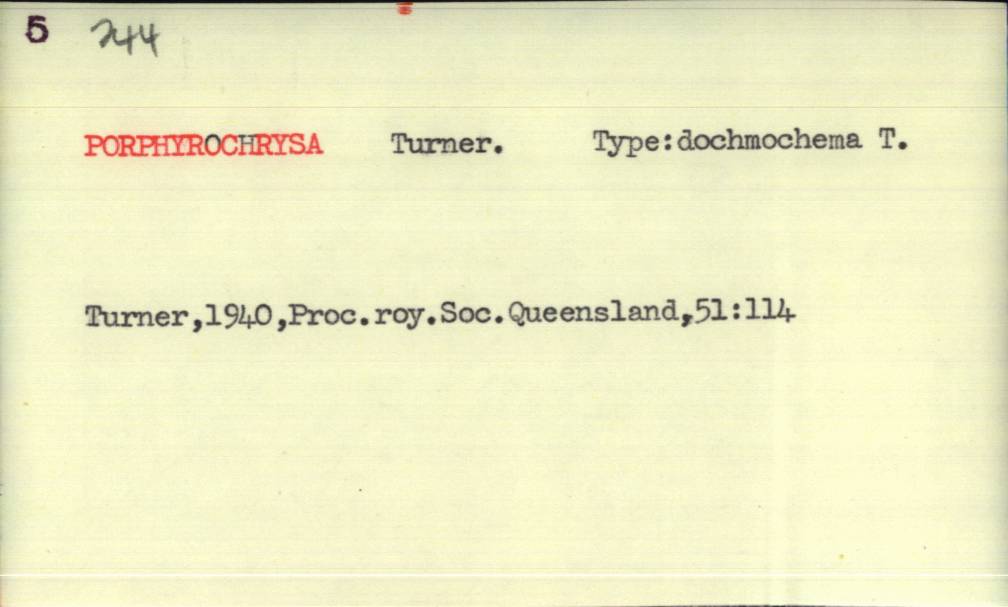 5 244
PORPHYROCHRYSA Turner. Type:dochmochema T.
Turner,1940,Proc.roy.Soc.Queensland,51:114